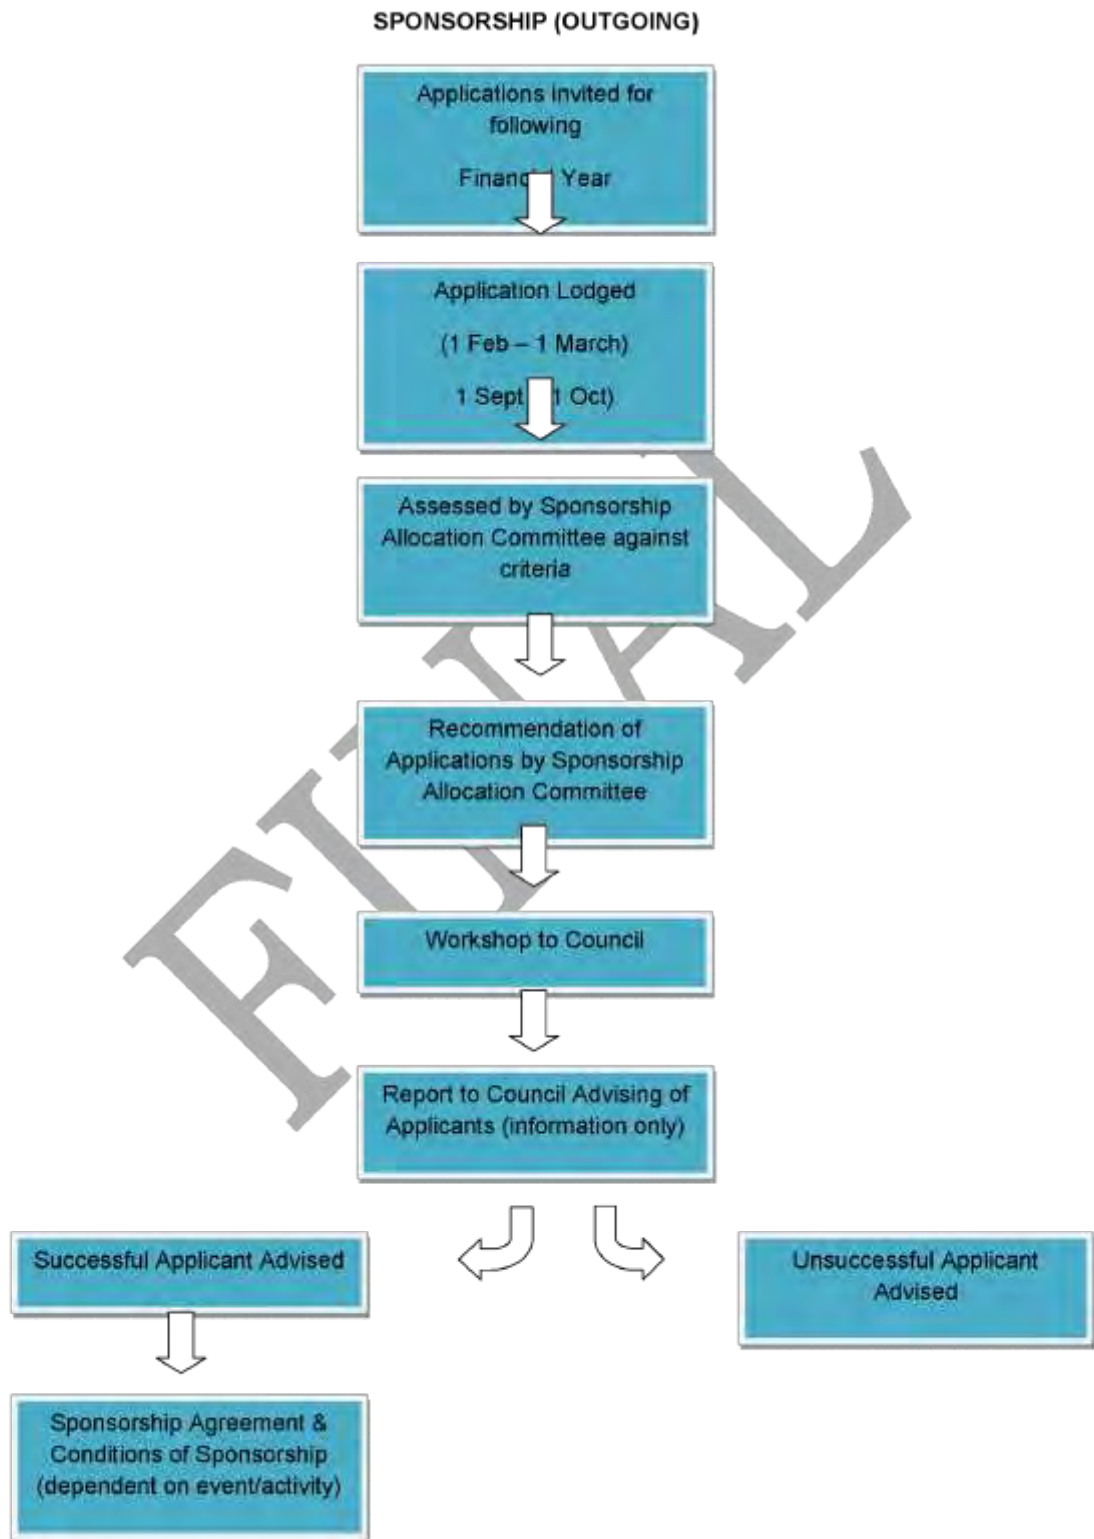 SPONSORSHIP (OUTGOING)
Applications invited for
following
Financial Year
Application Lodged
(1 Feb – 1 March)
1 Sept 1 Oct)
Assessed by Sponsorship
Allocation Committee against
criteria
Recommendation of
Applications by Sponsorship
Allocation Committee
Workshop to Council
Report to Council Advising of
Applicants (information only)
Successful Applicant Advised
Unsuccessful Applicant
Advised
Sponsorship Agreement &
Conditions of Sponsorship
(dependent on event/activity)
FINAL